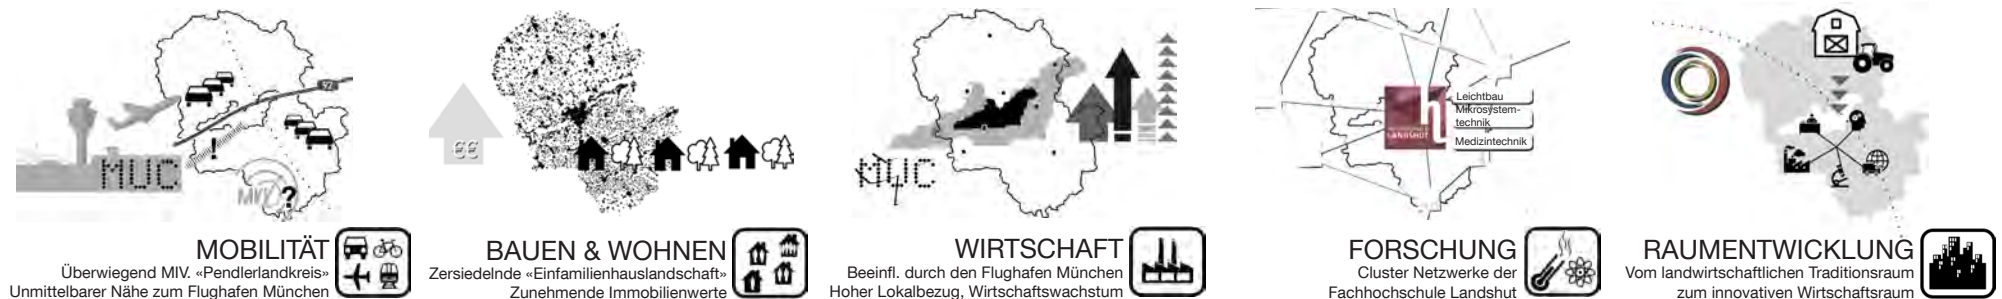 92
MUC
!
MVV
?
MOBILITÄT
Überwiegend MIV. «Pendlerlandkreis»
Unmittelbarer Nähe zum Flughafen München
€€
BAUEN & WOHNEN
Zersiedelnde «Einfamilienhauslandschaft»
Zunehmende Immobilienwerte
MUC
WIRTSCHAFT
Beeinfl. durch den Flughafen München
Hoher Lokalbezug, Wirtschaftswachstum
LANDSHUT
Leichtbau
Mikrosystem-
technik
Medizintechnik
FORSCHUNG
Cluster Netzwerke der
Fachhochschule Landshut
RAUMENTWICKLUNG
Vom landwirtschaftlichen Traditionsraum
zum innovativen Wirtschaftsraum